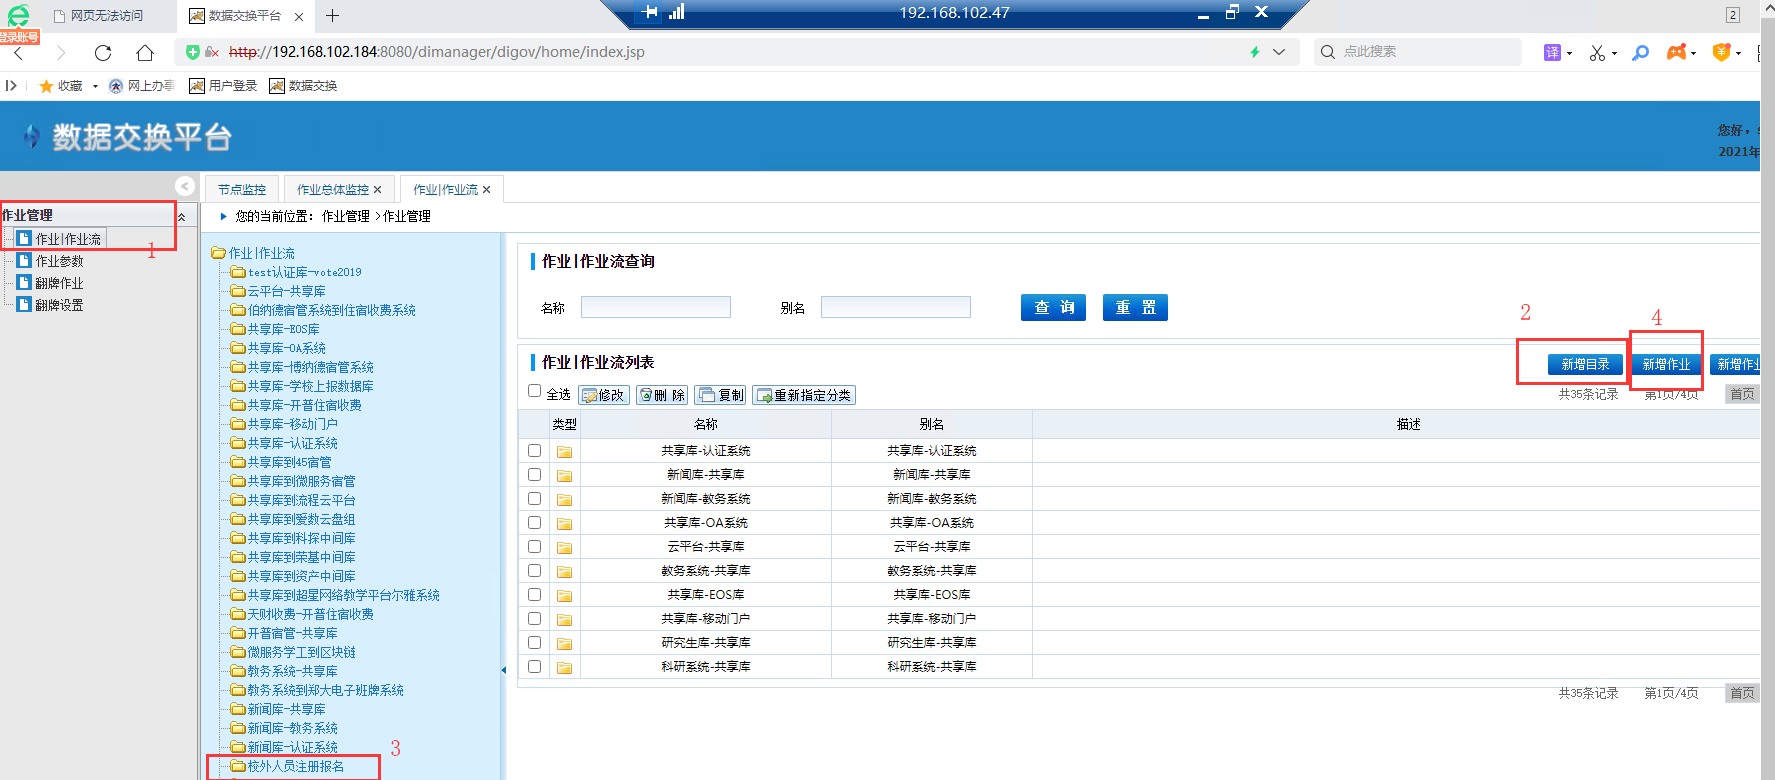 网页无法访问
数据交换平台
192.168.102.47
2
登录账号
http://192.168.102.184:8080/dimanager/digov/home/index.jsp
点此搜索
译
收藏
网上办事
用户登录
数据交换
数据交换平台
您好，
2021年
节点监控
作业总体监控
作业|作业流
您的当前位置：作业管理 >作业管理
作业管理
作业|作业流
作业参数
翻牌作业
翻牌设置
1
作业|作业流
test认证库-vote2019
云平台-共享库
伯纳德宿管系统到住宿收费系统
共享库-EOS库
共享库-OA系统
共享库-博纳德宿管系统
共享库-学校上报数据库
共享库-开普住宿收费
共享库-移动门户
共享库-认证系统
共享库到45宿管
共享库到微服务宿管
共享库到流程云平台
共享库到爱数云盘组
共享库到科探中间库
共享库到荣基中间库
共享库到资产中间库
共享库到超星网络教学平台尔雅系统
天财收费-开普住宿收费
开普宿管-共享库
微服务学工到区块链
教务系统-共享库
教务系统到郑大电子班牌系统
新闻库-共享库
新闻库-教务系统
新闻库-认证系统
校外人员注册报名
3
作业|作业流查询
名称
别名
查 询
重 置
2
4
作业|作业流列表
新增目录
新增作业
新增作业
全选
修改
删 除
复制
重新指定分类
共35条记录
第1页/4页
首页
类型 名称 别名 描述
共享库-认证系统 共享库-认证系统
新闻库-共享库 新闻库-共享库
新闻库-教务系统 新闻库-教务系统
共享库-OA系统 共享库-OA系统
云平台-共享库 云平台-共享库
教务系统-共享库 教务系统-共享库
共享库-EOS库 共享库-EOS库
共享库-移动门户 共享库-移动门户
研究生库-共享库 研究生库-共享库
科研系统-共享库 科研系统-共享库
共35条记录
第1页/4页
首页